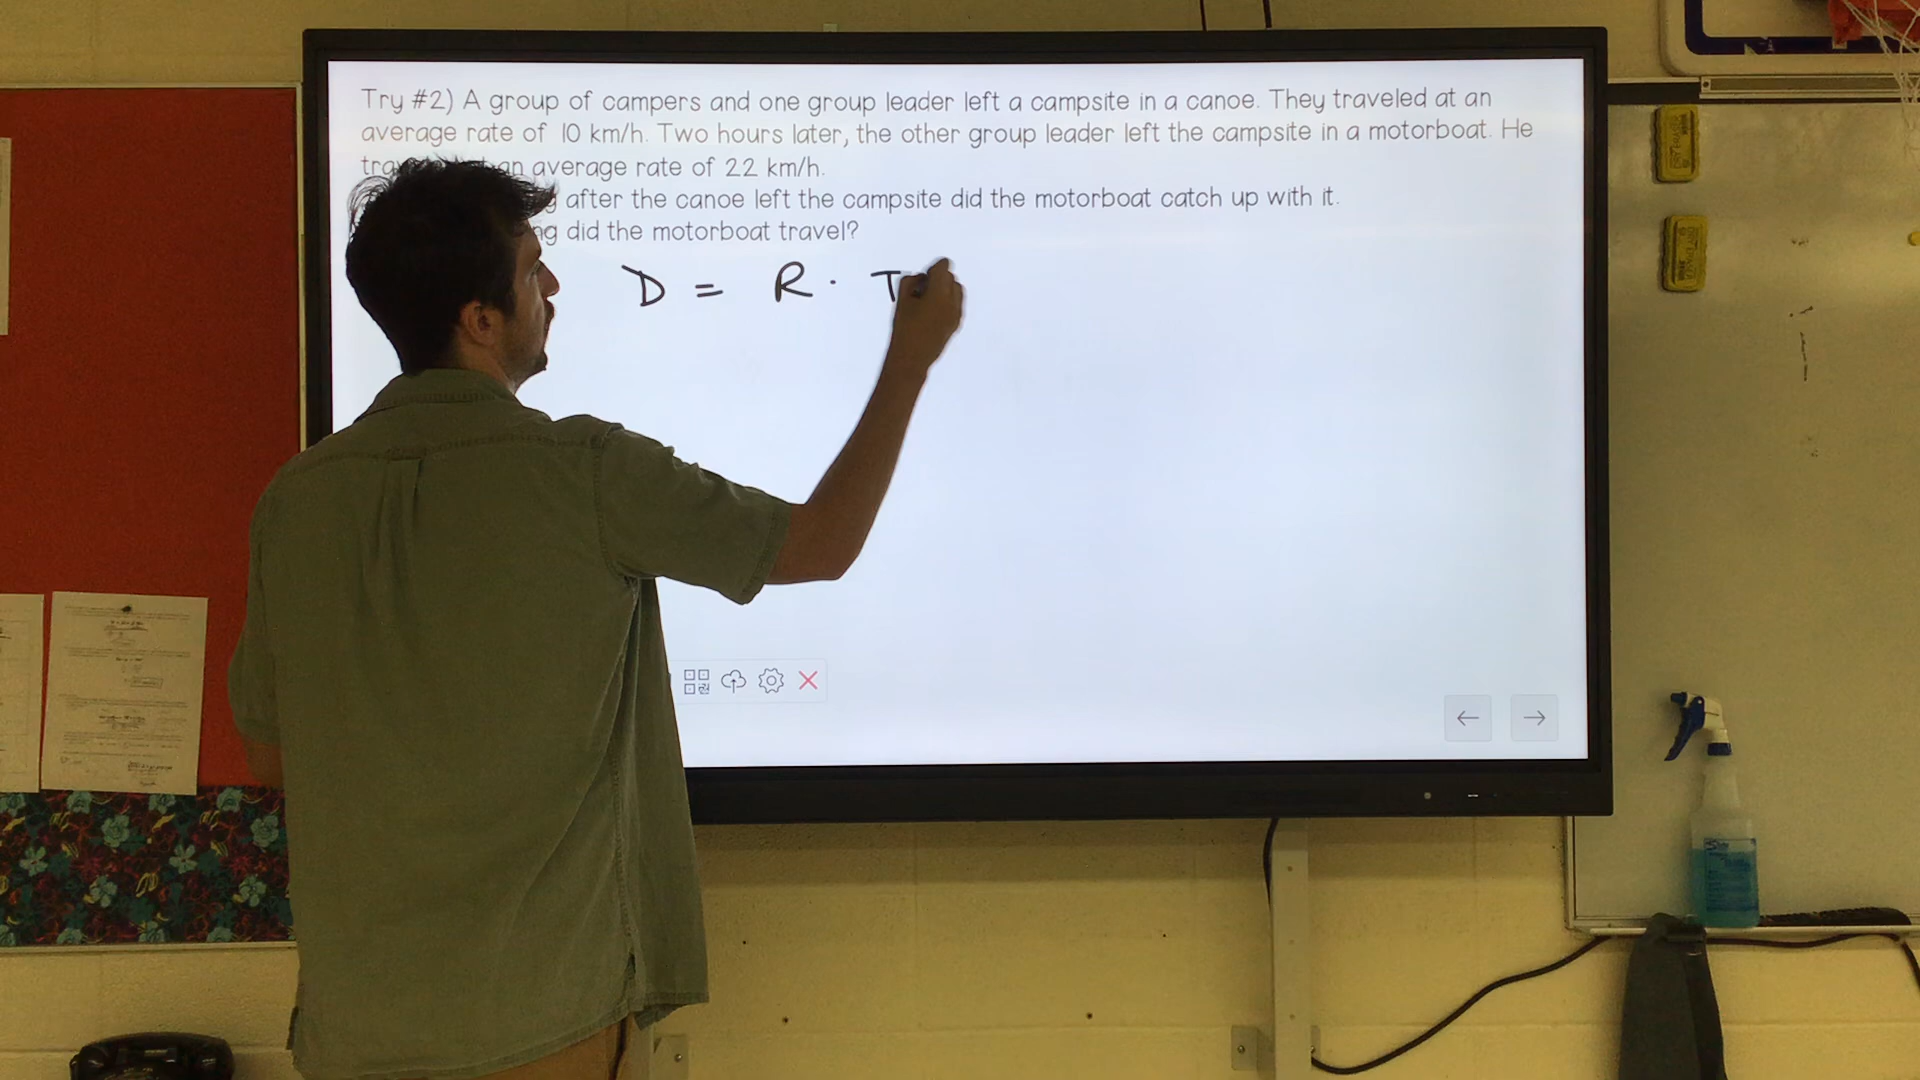 Try #2) A group of campers and one group leader left a campsite in a canoe. They traveled at an
average rate of 10 km/h. Two hours later, the other group leader left the campsite in a motorboat. He
an average rate of 22 km/h.
after the canoe left the campsite did the motorboat catch up with it.
did the motorboat travel?
D = R · T